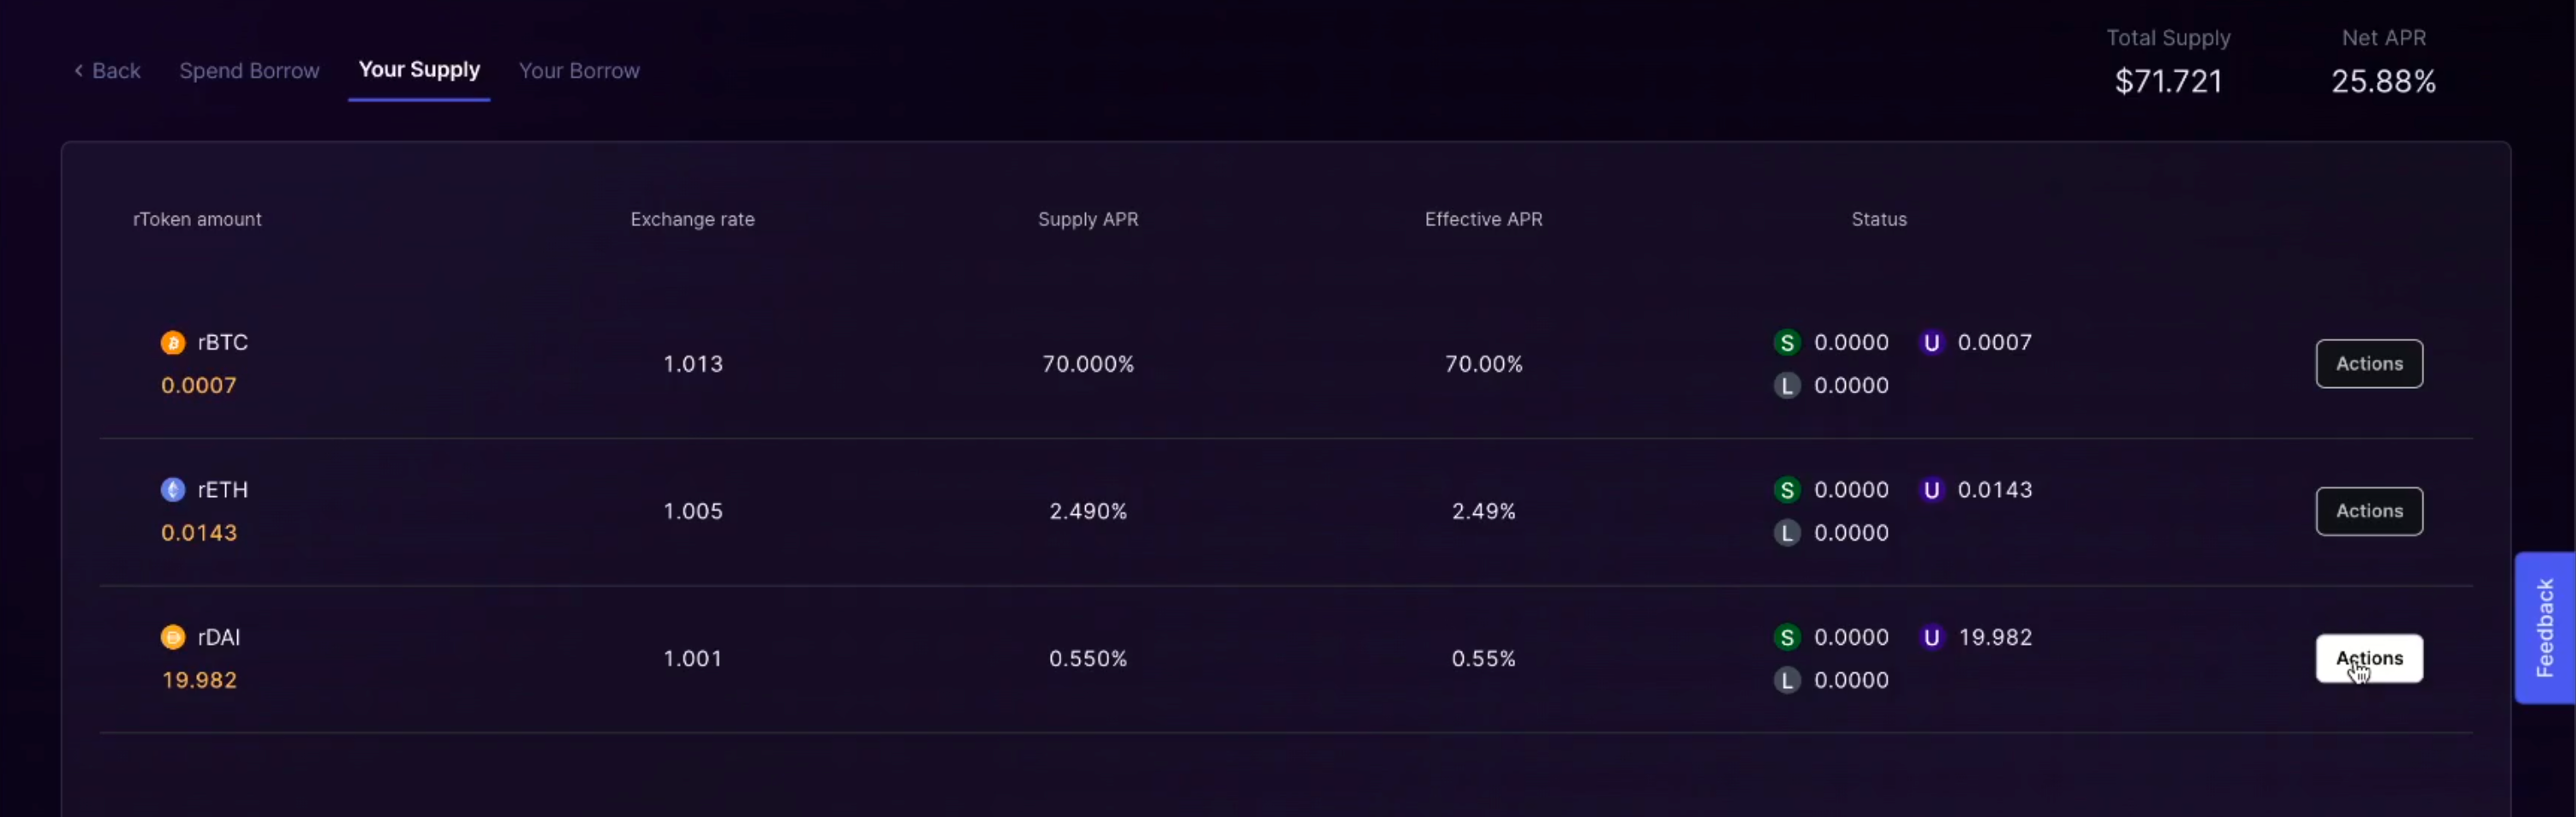 Total Supply Net APR
‹ Back Spend Borrow Your Supply Your Borrow
$71.721 25.88%
rToken amount Exchange rate Supply APR Effective APR Status
rBTC S 0.0000 U 0.0007
1.013 70.000% 70.00% Actions
0.0007 L 0.0000
rETH S 0.0000 U 0.0143
1.005 2.490% 2.49% Actions
0.0143 L 0.0000
rDAI S 0.0000 U 19.982
1.001 0.550% 0.55% Actions
19.982 L 0.0000
Feedback